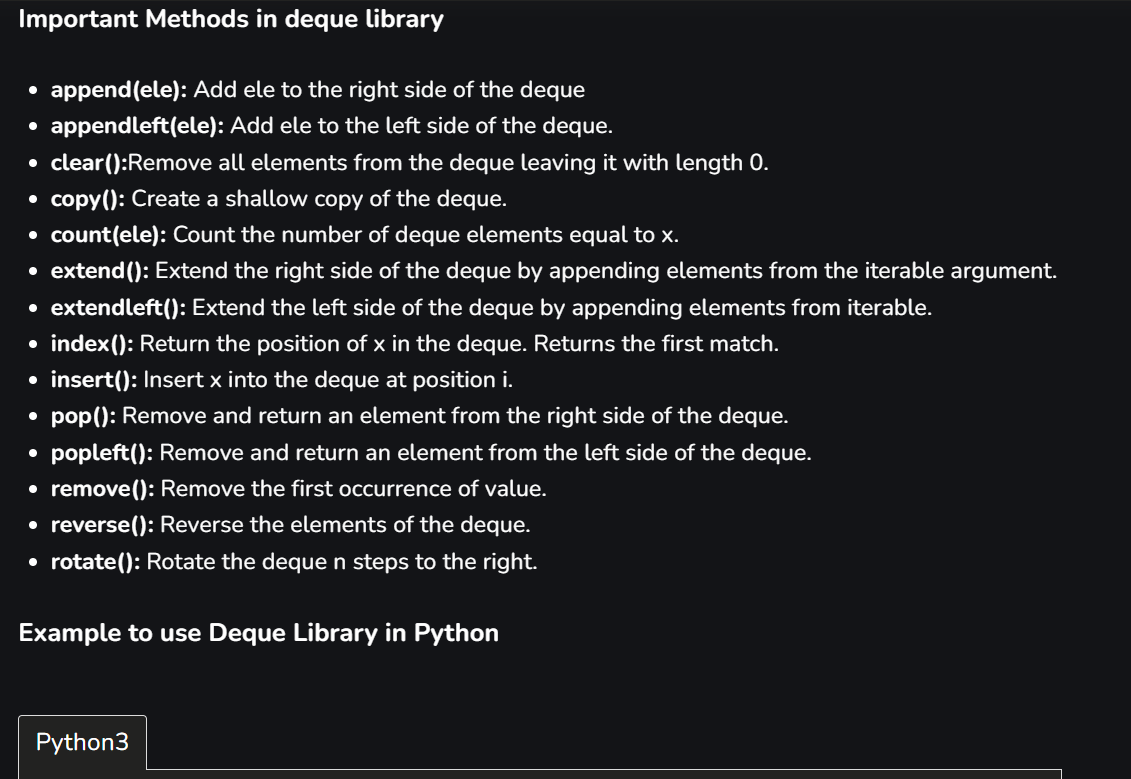 Important Methods in deque library
• append(ele): Add ele to the right side of the deque
• appendleft(ele): Add ele to the left side of the deque.
• clear():Remove all elements from the deque leaving it with length 0.
• copy(): Create a shallow copy of the deque.
• count(ele): Count the number of deque elements equal to x.
• extend(): Extend the right side of the deque by appending elements from the iterable argument.
• extendleft(): Extend the left side of the deque by appending elements from iterable.
• index(): Return the position of x in the deque. Returns the first match.
• insert(): Insert x into the deque at position i.
• pop(): Remove and return an element from the right side of the deque.
• popleft(): Remove and return an element from the left side of the deque.
• remove(): Remove the first occurrence of value.
• reverse(): Reverse the elements of the deque.
• rotate(): Rotate the deque n steps to the right.
Example to use Deque Library in Python
Python3